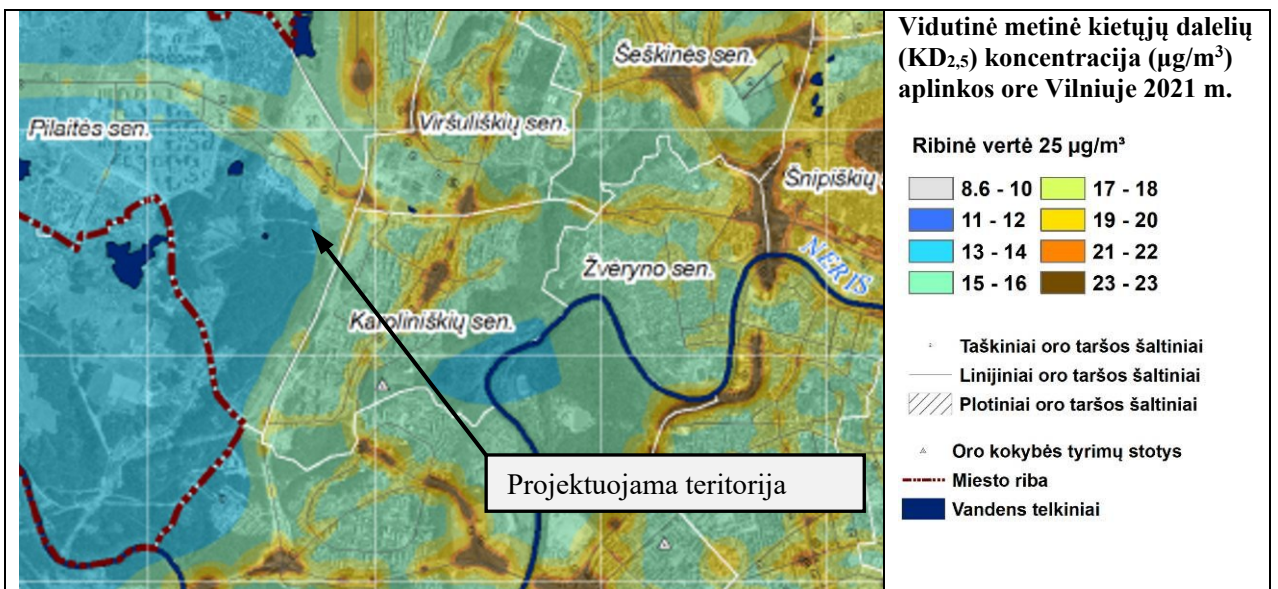 Vidutinė metinė kietųjų dalelių
(KD2,5) koncentracija (µg/m³)
aplinkos ore Vilniuje 2021 m.
Ribinė vertė 25 µg/m³
8.6 - 10
17 - 18
11 - 12
19 - 20
13 - 14
21 - 22
15 - 16
23 - 23
Taškiniai oro taršos šaltiniai
Linijiniai oro taršos šaltiniai
Plotiniai oro taršos šaltiniai
Oro kokybės tyrimų stotys
Miesto riba
Vandens telkiniai
Šeškinės sen.
Pilaitės sen.
Viršuliškių sen.
Šnipiškių
NERIS
Žvėryno sen.
Karoliniškių sen.
Projektuojama teritorija